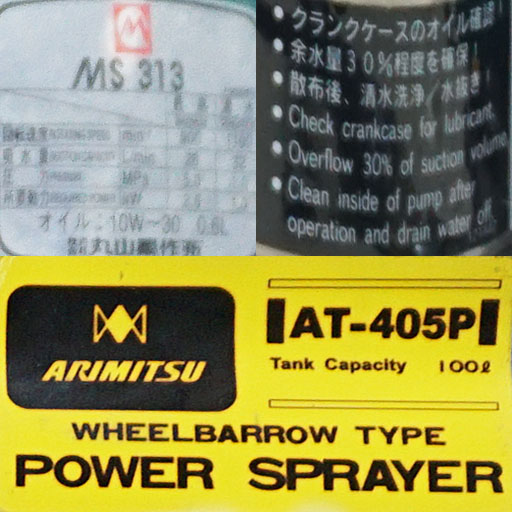 M
MS 313
オイル:10W-30 0.6L
丸山製作所
• クランクケースのオイル確認!
• 余水量30%程度を確保!
• 散布後、清水洗浄/水抜き!
• Check crankcase for lubricant.
• Overflow 30% of suction volume.
• Clean inside of pump after
operation and drain water off.
ARIMITSU
AT-405P
Tank Capacity 100ℓ
WHEELBARROW TYPE
POWER SPRAYER